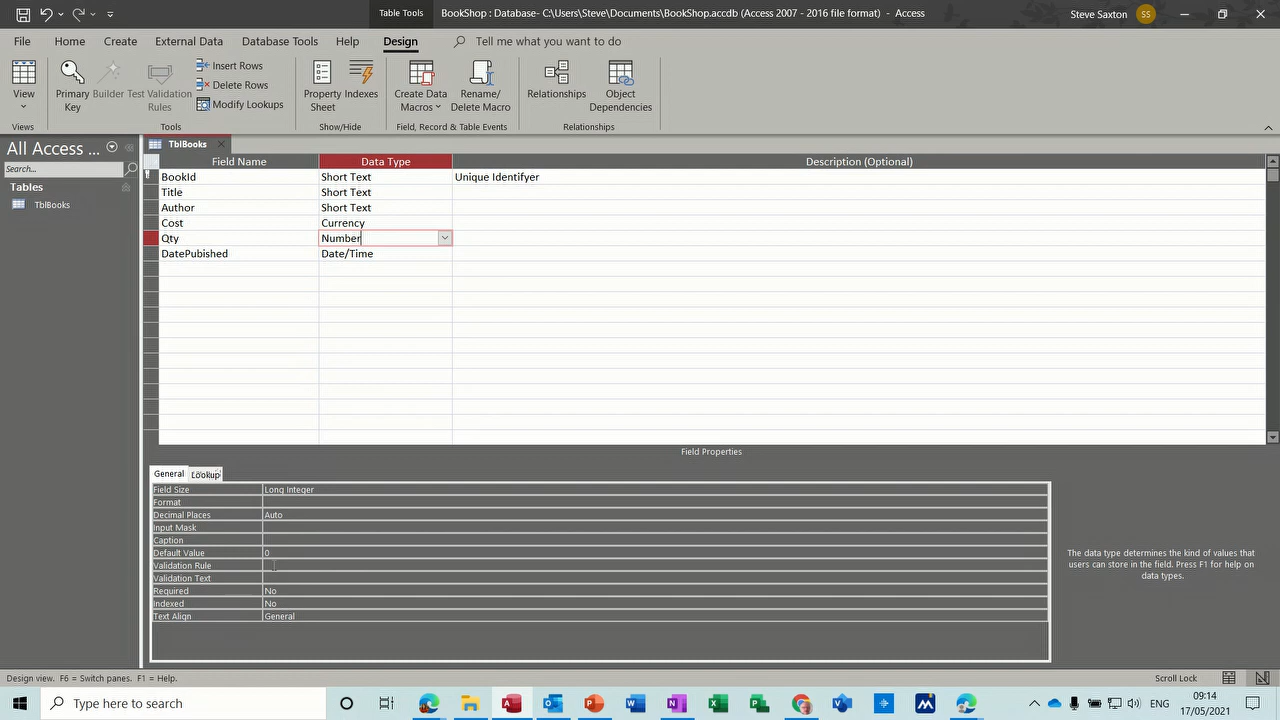 Table Tools
BookShop : Database- C:\Users\Steve\Documents\BookShop.accdb (Access 2007 - 2016 file format) - Access
Steve Saxton
SS
File
Home
Create
External Data
Database Tools
Help
Design
Tell me what you want to do
View
Primary Key
Builder
Test Validation Rules
Insert Rows
Delete Rows
Modify Lookups
Property Sheet
Indexes
Create Data Macros
Rename/ Delete Macro
Relationships
Object Dependencies
Views
Tools
Show/Hide
Field, Record & Table Events
Relationships
All Access ...
Search...
Tables
TblBooks
TblBooks
Field Name Data Type Description (Optional)
BookId Short Text Unique Identifyer
Title Short Text
Author Short Text
Cost Currency
Qty Number
DatePubished Date/Time
Field Properties
General Lookup
Field Size Long Integer
Format
Decimal Places Auto
Input Mask
Caption
Default Value 0
Validation Rule
Validation Text
Required No
Indexed No
Text Align General
The data type determines the kind of values that
users can store in the field. Press F1 for help on
data types.
Design view. F6 = Switch panes. F1 = Help.
Scroll Lock
Type here to search
ENG
09:14
17/05/2021